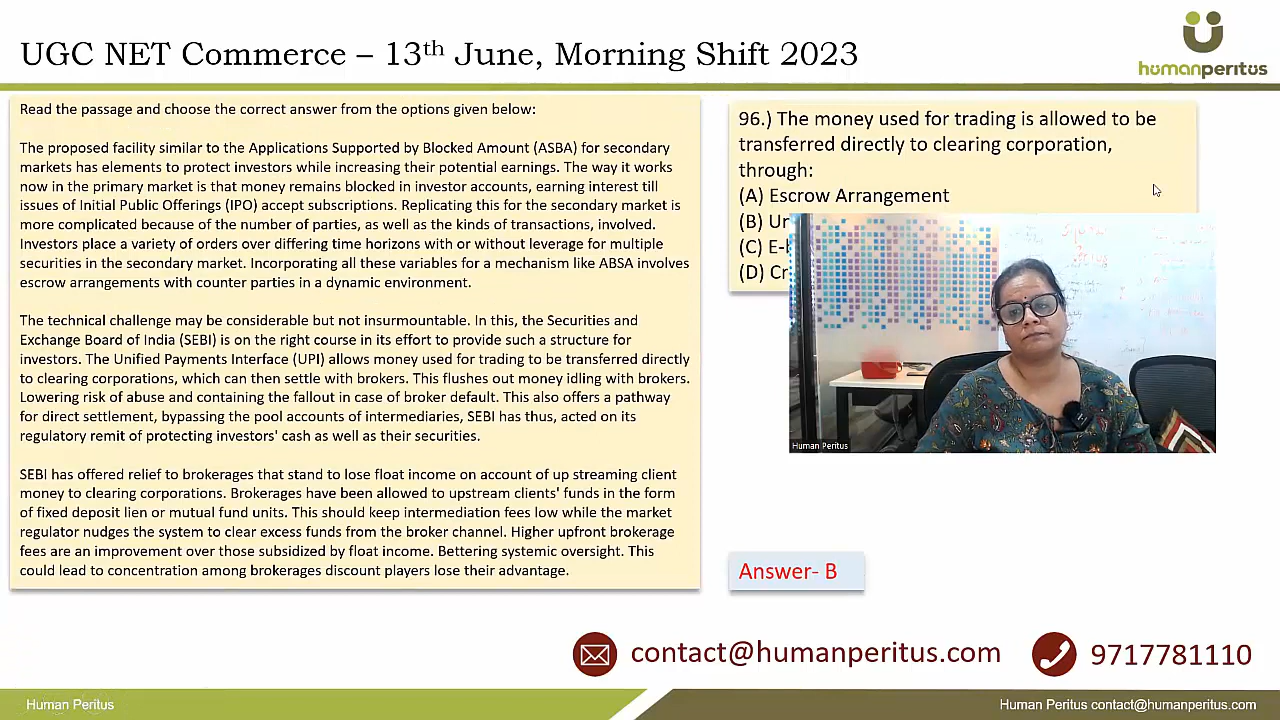 UGC NET Commerce – 13th June, Morning Shift 2023
humanperitus
Read the passage and choose the correct answer from the options given below:
The proposed facility similar to the Applications Supported by Blocked Amount (ASBA) for secondary
markets has elements to protect investors while increasing their potential earnings. The way it works
now in the primary market is that money remains blocked in investor accounts, earning interest till
issues of Initial Public Offerings (IPO) accept subscriptions. Replicating this for the secondary market is
more complicated because of the number of parties, as well as the kinds of transactions, involved.
Investors place a variety of orders over differing time horizons with or without leverage for multiple
securities in the secondary market. Incorporating all these variables for a mechanism like ABSA involves
escrow arrangements with counter parties in a dynamic environment.
The technical challenge may be considerable but not insurmountable. In this, the Securities and
Exchange Board of India (SEBI) is on the right course in its effort to provide such a structure for
investors. The Unified Payments Interface (UPI) allows money used for trading to be transferred directly
to clearing corporations, which can then settle with brokers. This flushes out money idling with brokers.
Lowering risk of abuse and containing the fallout in case of broker default. This also offers a pathway
for direct settlement, bypassing the pool accounts of intermediaries, SEBI has thus, acted on its
regulatory remit of protecting investors' cash as well as their securities.
SEBI has offered relief to brokerages that stand to lose float income on account of up streaming client
money to clearing corporations. Brokerages have been allowed to upstream clients' funds in the form
of fixed deposit lien or mutual fund units. This should keep intermediation fees low while the market
regulator nudges the system to clear excess funds from the broker channel. Higher upfront brokerage
fees are an improvement over those subsidized by float income. Bettering systemic oversight. This
could lead to concentration among brokerages discount players lose their advantage.
96.) The money used for trading is allowed to be
transferred directly to clearing corporation,
through:
(A) Escrow Arrangement
(B)
(C)
(D)
Human Peritus
Answer- B
contact@humanperitus.com
9717781110
Human Peritus
Human Peritus contact@humanperitus.com